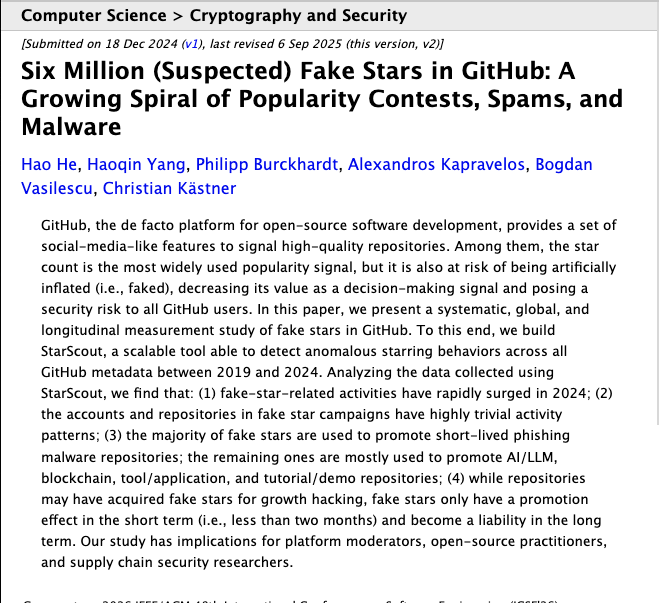 Computer Science > Cryptography and Security
[Submitted on 18 Dec 2024 (v1), last revised 6 Sep 2025 (this version, v2)]
Six Million (Suspected) Fake Stars in GitHub: A
Growing Spiral of Popularity Contests, Spams, and
Malware
Hao He, Haoqin Yang, Philipp Burckhardt, Alexandros Kapravelos, Bogdan
Vasilescu, Christian Kästner
GitHub, the de facto platform for open-source software development, provides a set of
social-media-like features to signal high-quality repositories. Among them, the star
count is the most widely used popularity signal, but it is also at risk of being artificially
inflated (i.e., faked), decreasing its value as a decision-making signal and posing a
security risk to all GitHub users. In this paper, we present a systematic, global, and
longitudinal measurement study of fake stars in GitHub. To this end, we build
StarScout, a scalable tool able to detect anomalous starring behaviors across all
GitHub metadata between 2019 and 2024. Analyzing the data collected using
StarScout, we find that: (1) fake-star-related activities have rapidly surged in 2024; (2)
the accounts and repositories in fake star campaigns have highly trivial activity
patterns; (3) the majority of fake stars are used to promote short-lived phishing
malware repositories; the remaining ones are mostly used to promote AI/LLM,
blockchain, tool/application, and tutorial/demo repositories; (4) while repositories
may have acquired fake stars for growth hacking, fake stars only have a promotion
effect in the short term (i.e., less than two months) and become a liability in the long
term. Our study has implications for platform moderators, open-source practitioners,
and supply chain security researchers.